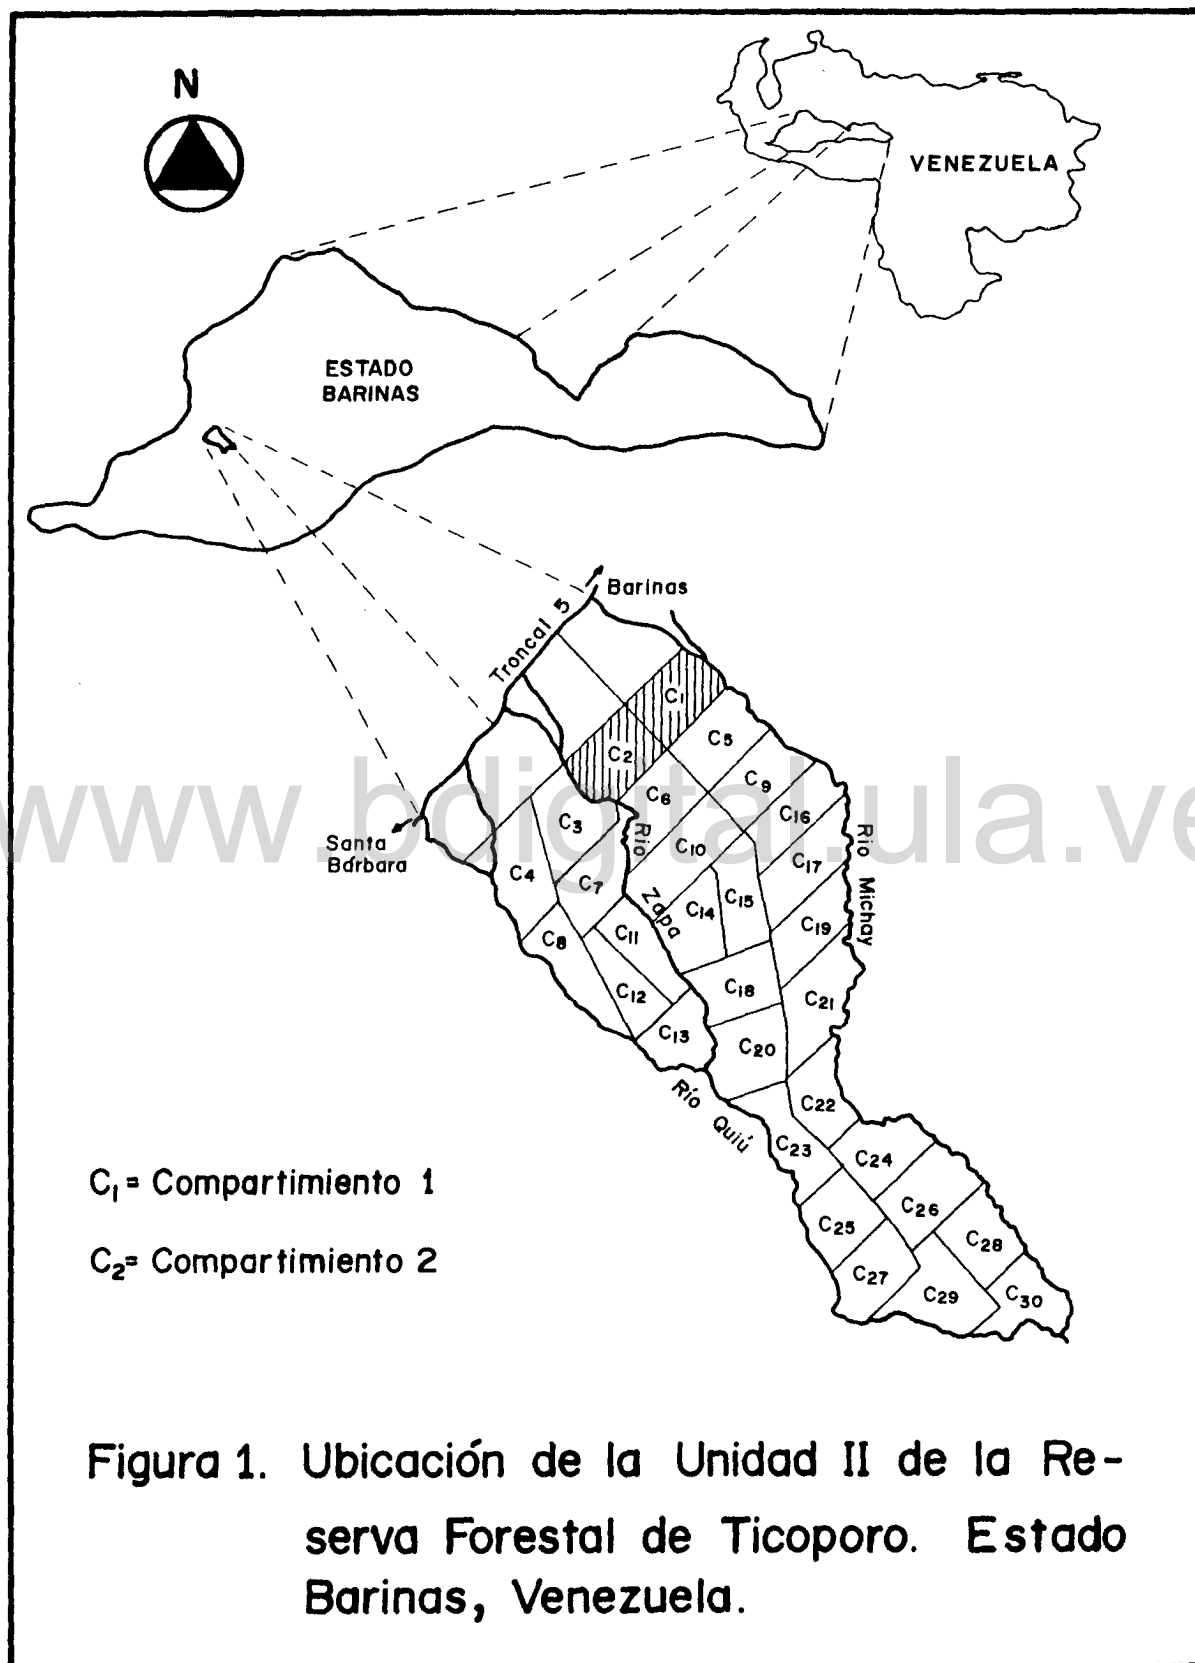 N
VENEZUELA
ESTADO
BARINAS
Barinas
Troncal 5
C1
C2
C5
C9
C6
C3
C16
C10
C17
Río Michay
Santa
Bárbara
C4
C7
C15
C14
Río Zapa
C11
C19
C8
C12
C18
C21
C13
C20
Río Quiú
C22
C23
C24
C26
C25
C28
C27
C29
C30
www.bdigital.ula.ve
C1= Compartimiento 1
C2= Compartimiento 2
Figura 1. Ubicación de la Unidad II de la Re-
serva Forestal de Ticoporo. Estado
Barinas, Venezuela.